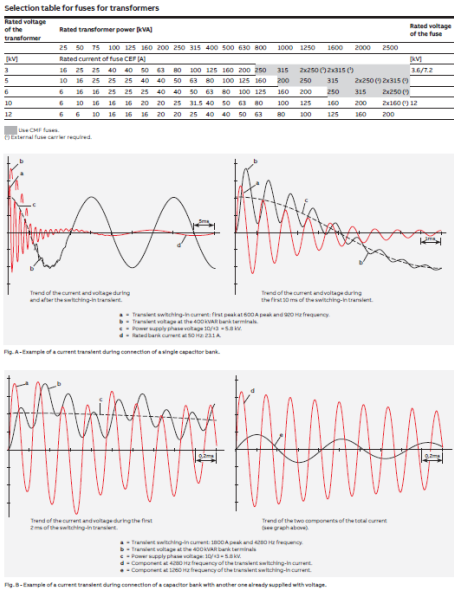 Selection table for fuses for transformers
Rated voltage of the transformer Rated transformer power [kVA] Rated voltage of the fuse
25 50 75 100 125 160 200 250 315 400 500 630 800 1000 1250 1600 2000 2500
[kV] Rated current of fuse CEF [A] [kV]
3 16 25 25 40 40 50 63 80 100 125 160 200 250 315 2x250 (¹) 2x315 (¹) 3.6/7.2
5 10 16 25 25 25 40 40 50 63 80 100 125 160 200 250 315 2x250 (¹) 2x315 (¹)
6 6 16 16 25 25 25 40 40 50 63 80 100 125 160 200 250 315 2x250 (¹)
10 6 10 16 16 16 20 20 25 31.5 40 50 63 80 100 125 160 200 2x160 (¹) 12
12 6 6 10 16 16 16 20 20 25 40 40 50 63 80 100 125 160 200
Use CMF fuses.
(¹) External fuse carrier required.
b
a
c
b
5ms
d
b
a
c
b
1ms
Trend of the current and voltage during
and after the switching-in transient.
Trend of the current and voltage during
the first 10 ms of the switching-in transient.
a = Transient switching-in current: first peak at 600 A peak and 920 Hz frequency.
b = Transient voltage at the 400 kVAR bank terminals.
c = Power supply phase voltage 10/√3 = 5.8 kV.
d = Rated bank current at 50 Hz: 23.1 A.
Fig. A - Example of a current transient during connection of a single capacitor bank.
a
b
c
0,2ms
d
e
0,2ms
Trend of the current and voltage during the first
2 ms of the switching-in transient.
Trend of the two components of the total current
(see graph above).
a = Transient switching-in current: 1800 A peak and 4280 Hz frequency.
b = Transient voltage at the 400 kVAR bank terminals
c = Power supply phase voltage: 10/√3 = 5.8 kV.
d = Component at 4280 Hz frequency of the transient switching-in current.
e = Component at 1260 Hz frequency of the transient switching-in current.
Fig. B - Example of a current transient during connection of a capacitor bank with another one already supplied with voltage.